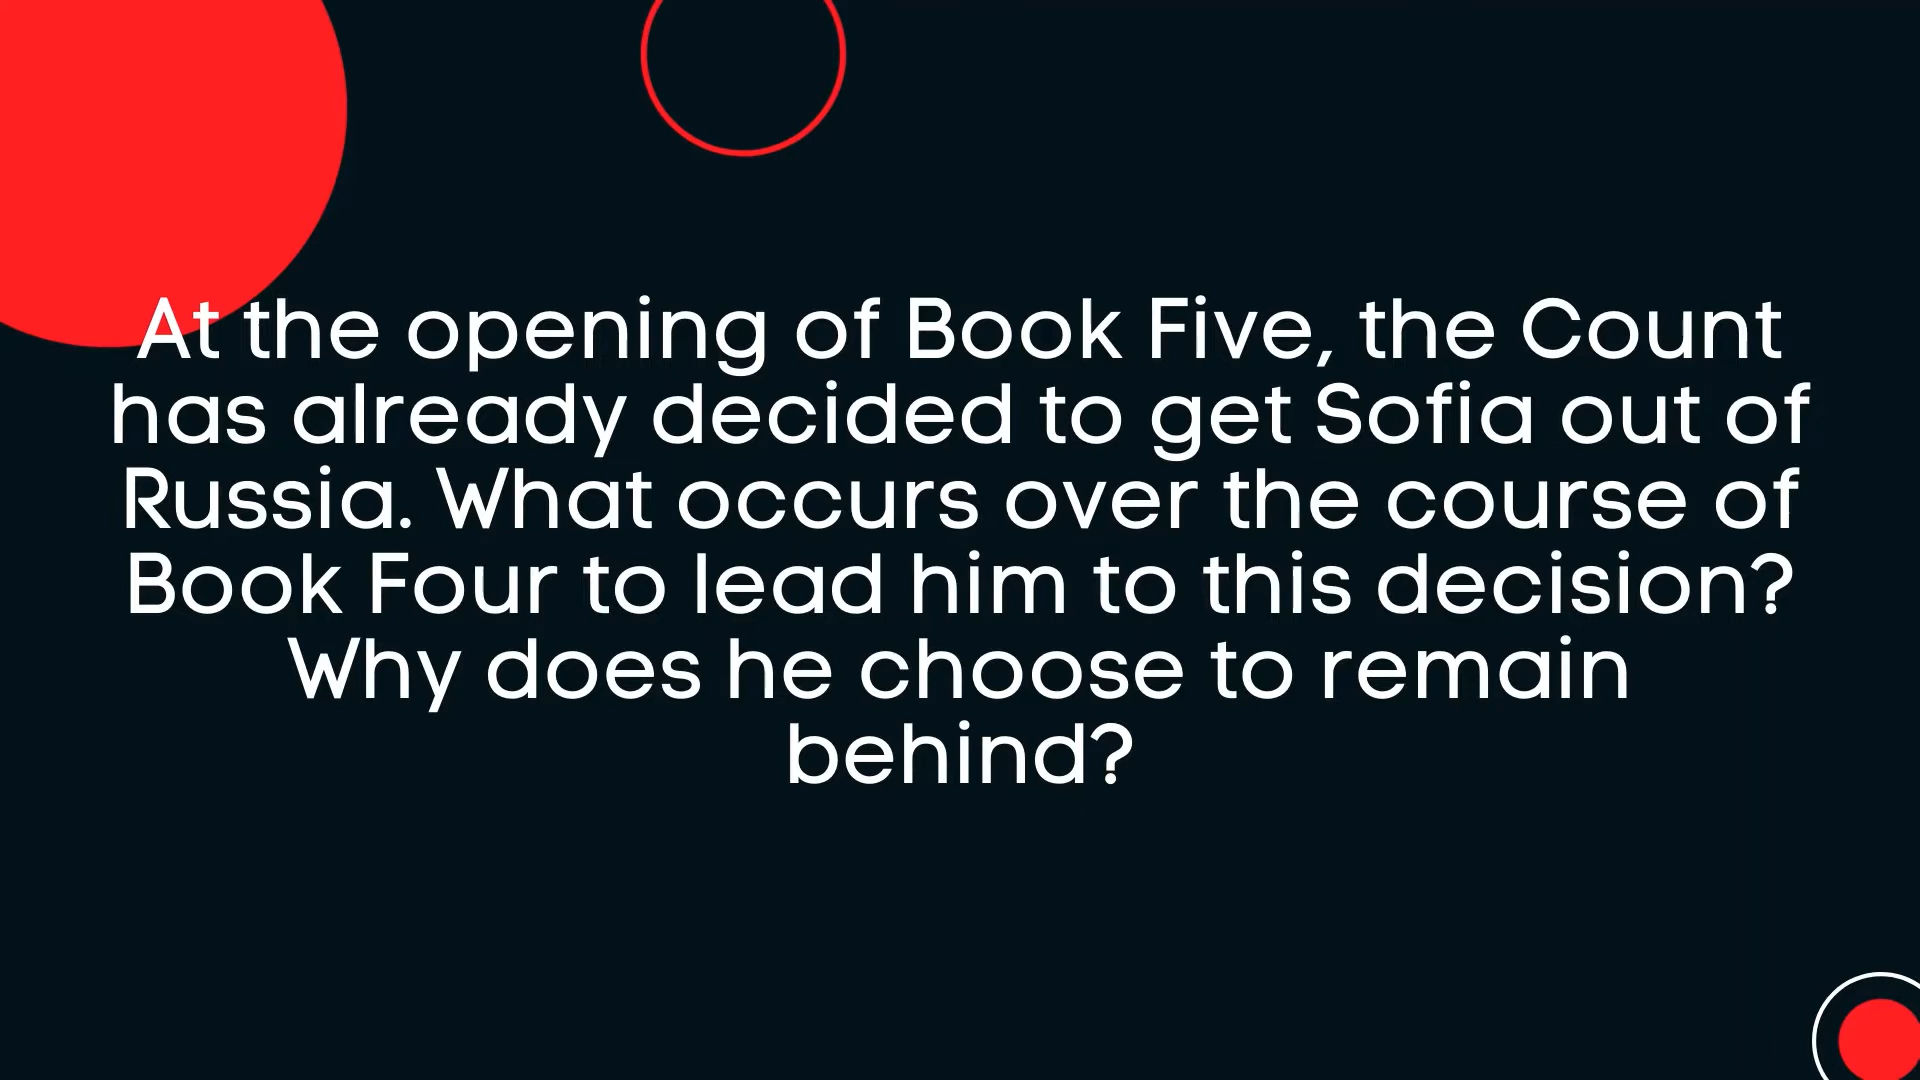 At the opening of Book Five, the Count
has already decided to get Sofia out of
Russia. What occurs over the course of
Book Four to lead him to this decision?
Why does he choose to remain
behind?